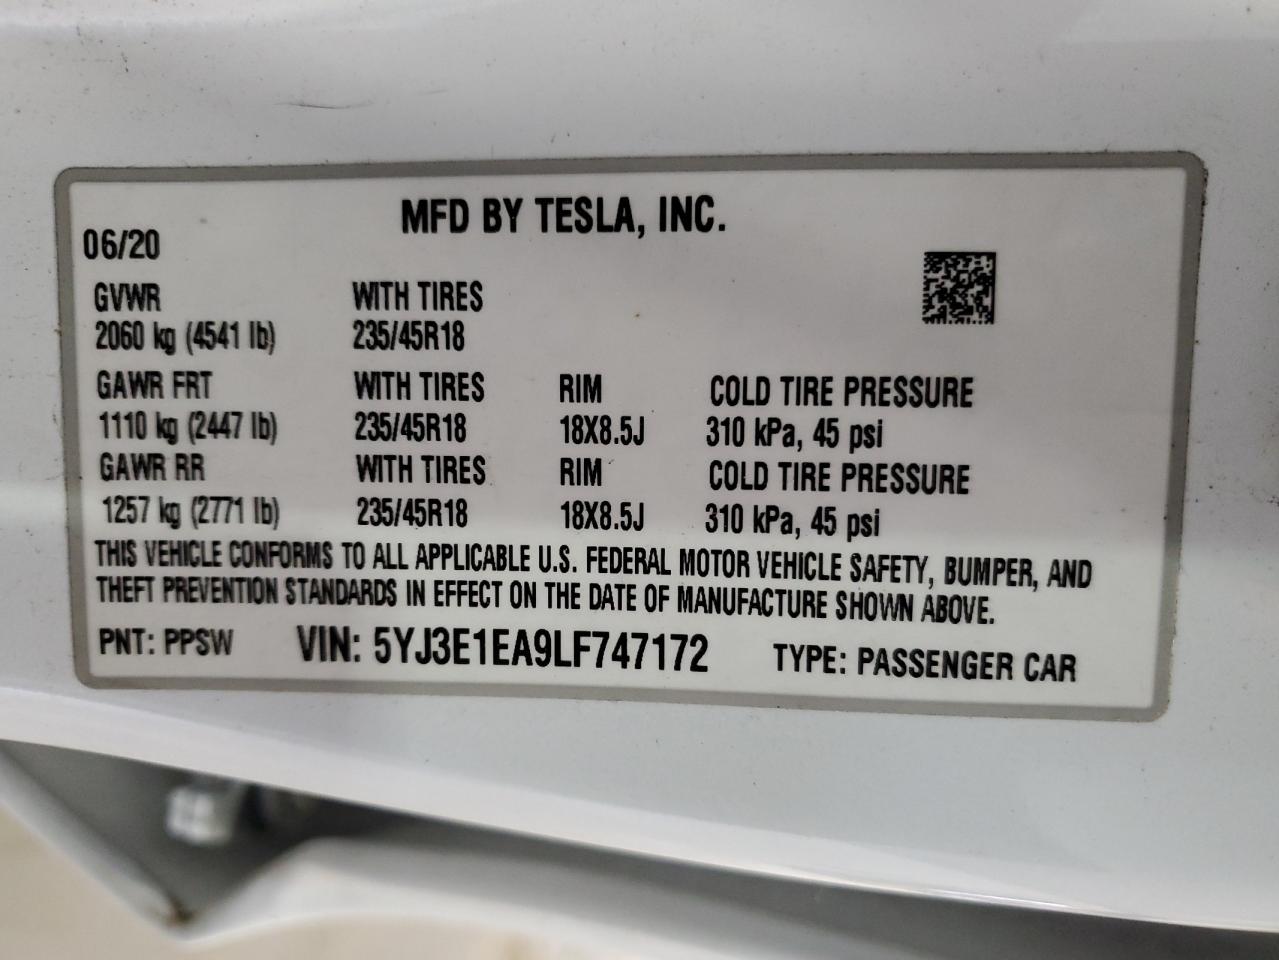 MFD BY TESLA, INC.
06/20
GVWR WITH TIRES
2060 kg (4541 lb) 235/45R18
GAWR FRT WITH TIRES RIM COLD TIRE PRESSURE
1110 kg (2447 lb) 235/45R18 18X8.5J 310 kPa, 45 psi
GAWR RR WITH TIRES RIM COLD TIRE PRESSURE
1257 kg (2771 lb) 235/45R18 18X8.5J 310 kPa, 45 psi
THIS VEHICLE CONFORMS TO ALL APPLICABLE U.S. FEDERAL MOTOR VEHICLE SAFETY, BUMPER, AND
THEFT PREVENTION STANDARDS IN EFFECT ON THE DATE OF MANUFACTURE SHOWN ABOVE.
PNT: PPSW VIN: 5YJ3E1EA9LF747172 TYPE: PASSENGER CAR